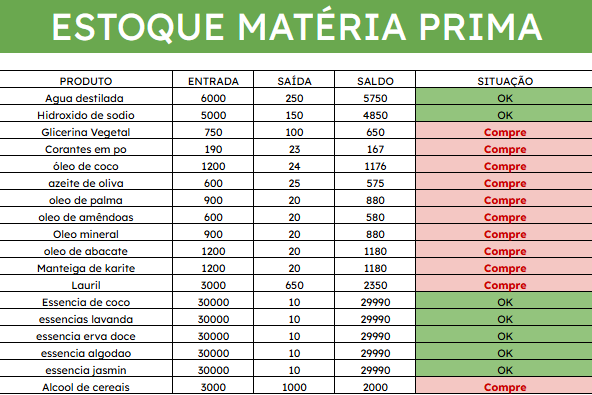 ESTOQUE MATÉRIA PRIMA
PRODUTO ENTRADA SAÍDA SALDO SITUAÇÃO
Agua destilada 6000 250 5750 OK
Hidroxido de sodio 5000 150 4850 OK
Glicerina Vegetal 750 100 650 Compre
Corantes em po 190 23 167 Compre
óleo de coco 1200 24 1176 Compre
azeite de oliva 600 25 575 Compre
oleo de palma 900 20 880 Compre
oleo de amêndoas 600 20 580 Compre
Oleo mineral 900 20 880 Compre
oleo de abacate 1200 20 1180 Compre
Manteiga de karite 1200 20 1180 Compre
Lauril 3000 650 2350 Compre
Essencia de coco 30000 10 29990 OK
essencias lavanda 30000 10 29990 OK
essencia erva doce 30000 10 29990 OK
essencia algodao 30000 10 29990 OK
essencia jasmin 30000 10 29990 OK
Alcool de cereais 3000 1000 2000 Compre